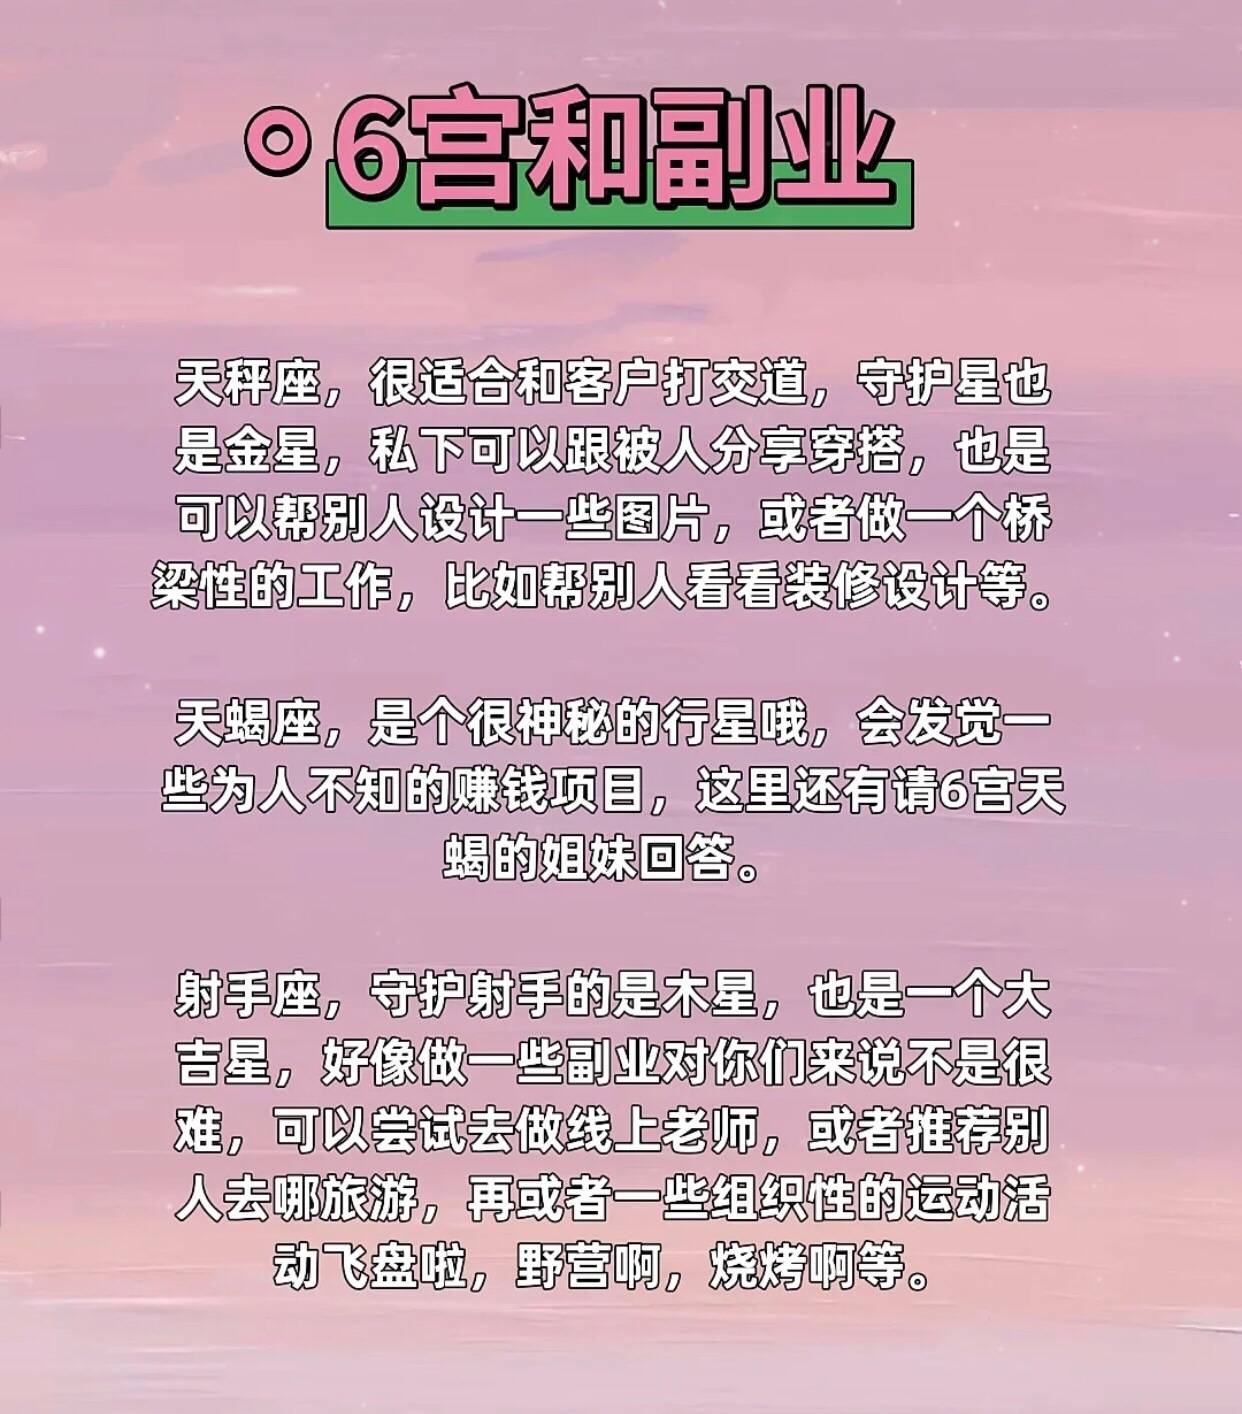 6宫和副业
天秤座，很适合和客户打交道，守护星也
是金星，私下可以跟被人分享穿搭，也是
可以帮别人设计一些图片，或者做一个桥
梁性的工作，比如帮别人看看装修设计等。
天蝎座，是个很神秘的行星哦，会发觉一
些为人不知的赚钱项目，这里还有请6宫天
蝎的姐妹回答。
射手座，守护射手的是木星，也是一个大
吉星，好像做一些副业对你们来说不是很
难，可以尝试去做线上老师，或者推荐别
人去哪旅游，再或者一些组织性的运动活
动飞盘啦，野营啊，烧烤啊等。